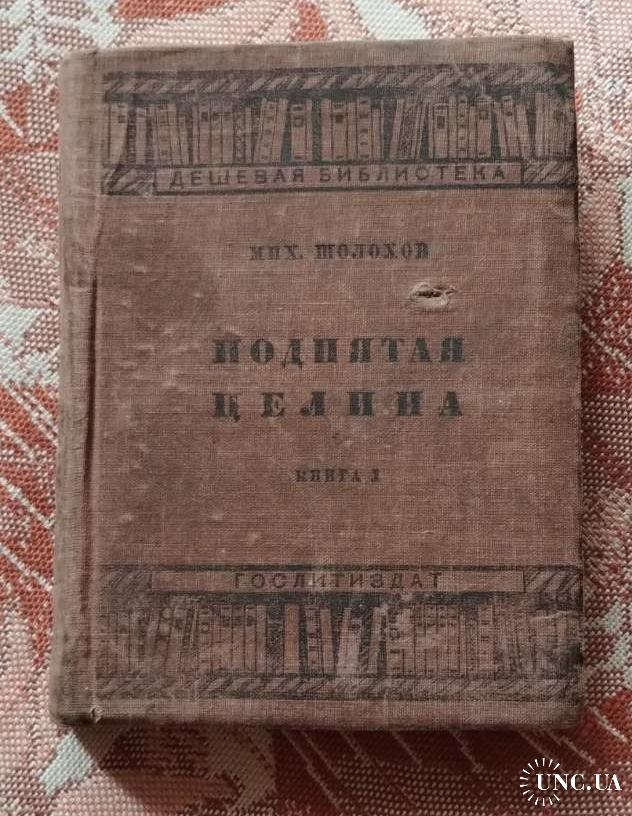 ДЕШЕВАЯ БИБЛИОТЕКА
МИХ. ШОЛОХОВ
ПОДНЯТАЯ
ЦЕЛИНА
КНИГА 1
ГОСЛИТИЗДАТ
UNC.UA